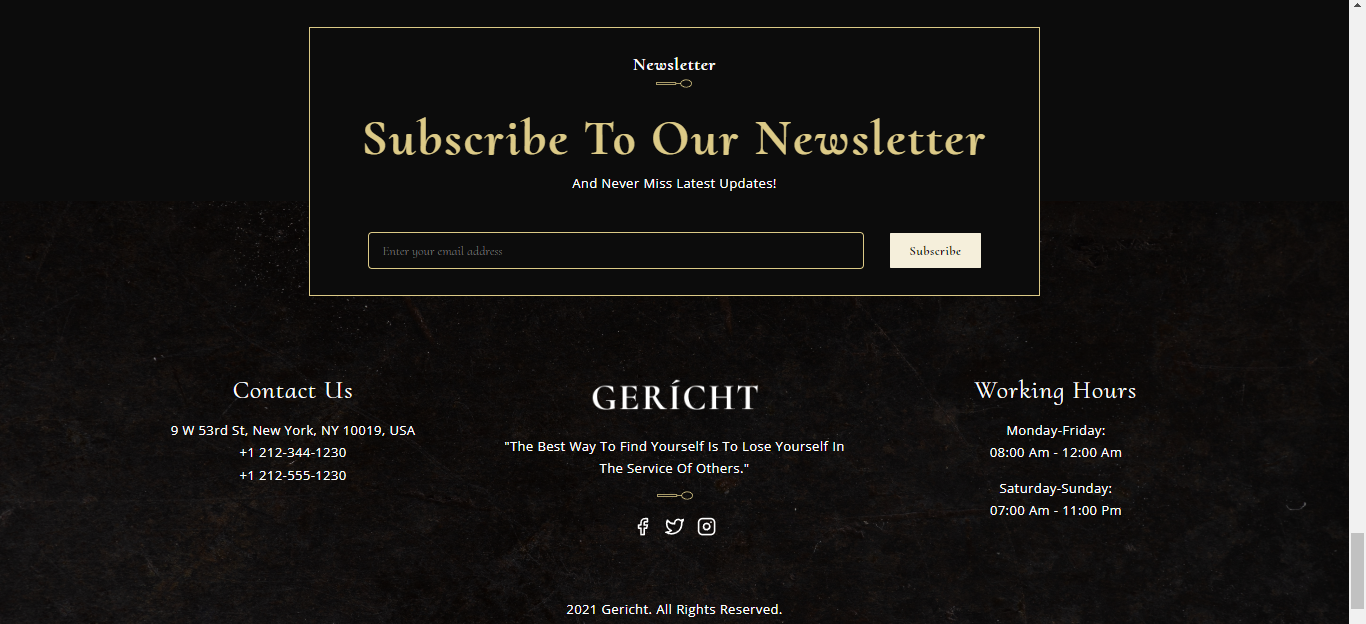 Newsletter
Subscribe To Our Newsletter
And Never Miss Latest Updates!
Enter your email address
Subscribe
Contact Us
9 W 53rd St, New York, NY 10019, USA
+1 212-344-1230
+1 212-555-1230
GERÍCHT
"The Best Way To Find Yourself Is To Lose Yourself In
The Service Of Others."
Working Hours
Monday-Friday:
08:00 Am - 12:00 Am
Saturday-Sunday:
07:00 Am - 11:00 Pm
2021 Gericht. All Rights Reserved.